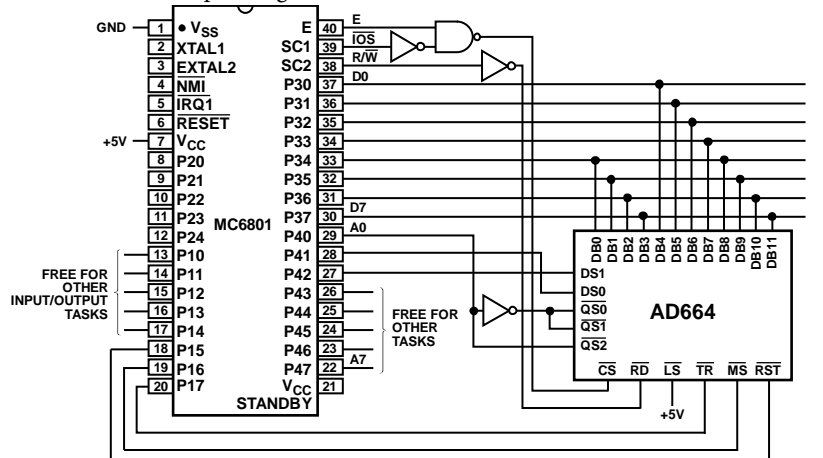 GND
1
V_SS
2
XTAL1
3
EXTAL2
4
NMI
5
IRQ1
6
RESET
+5V
7
V_CC
8
P20
9
P21
10
P22
11
P23
12
P24
13
P10
14
P11
15
P12
16
P13
17
P14
18
P15
19
P16
20
P17
FREE FOR
OTHER
INPUT/OUTPUT
TASKS
MC6801
E
40
E
SC1
39
IOS
SC2
38
R/W
P30
37
D0
P31
36
P32
35
P33
34
P34
33
P35
32
P36
31
P37
30
D7
P40
29
A0
P41
28
P42
27
P43
26
P44
25
P45
24
P46
23
P47
22
A7
V_CC
21
STANDBY
FREE FOR
OTHER
TASKS
DB0
DB1
DB2
DB3
DB4
DB5
DB6
DB7
DB8
DB9
DB10
DB11
DS1
DS0
QS0
QS1
QS2
AD664
CS
RD
LS
TR
MS
RST
+5V